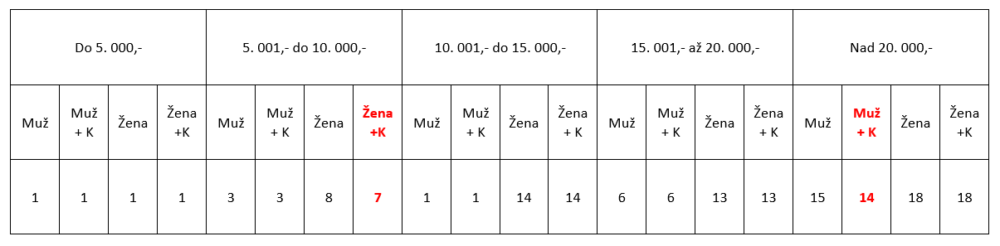 Do 5. 000,- 5. 001,- do 10. 000,- 10. 001,- do 15. 000,- 15. 001,- až 20. 000,- Nad 20. 000,-
Muž Muž + K Žena Žena +K Muž Muž + K Žena Žena +K Muž Muž + K Žena Žena + K Muž Muž + K Žena Žena + K Muž Muž + K Žena Žena +K
1 1 1 1 3 3 8 7 1 1 14 14 6 6 13 13 15 14 18 18